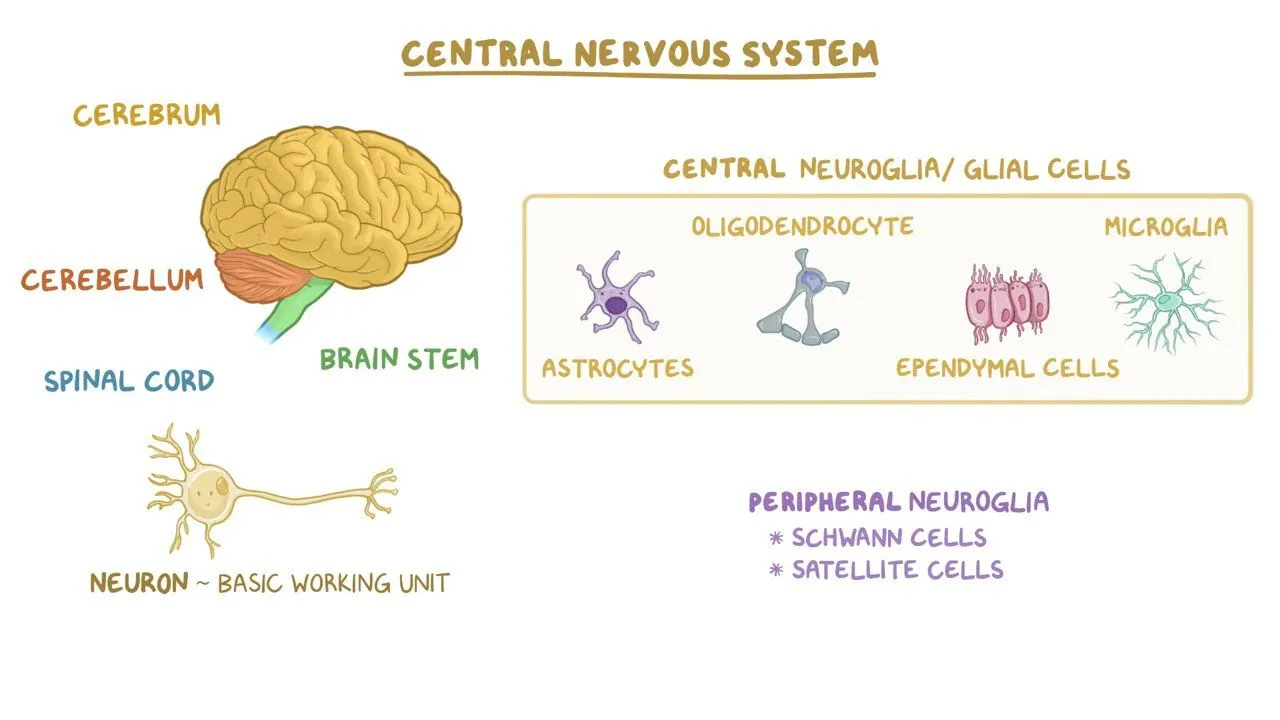 CENTRAL NERVOUS SYSTEM
CEREBRUM
CEREBELLUM
BRAIN STEM
SPINAL CORD
NEURON ~ BASIC WORKING UNIT
CENTRAL NEUROGLIA/ GLIAL CELLS
OLIGODENDROCYTE
MICROGLIA
ASTROCYTES
EPENDYMAL CELLS
PERIPHERAL NEUROGLIA
* SCHWANN CELLS
* SATELLITE CELLS